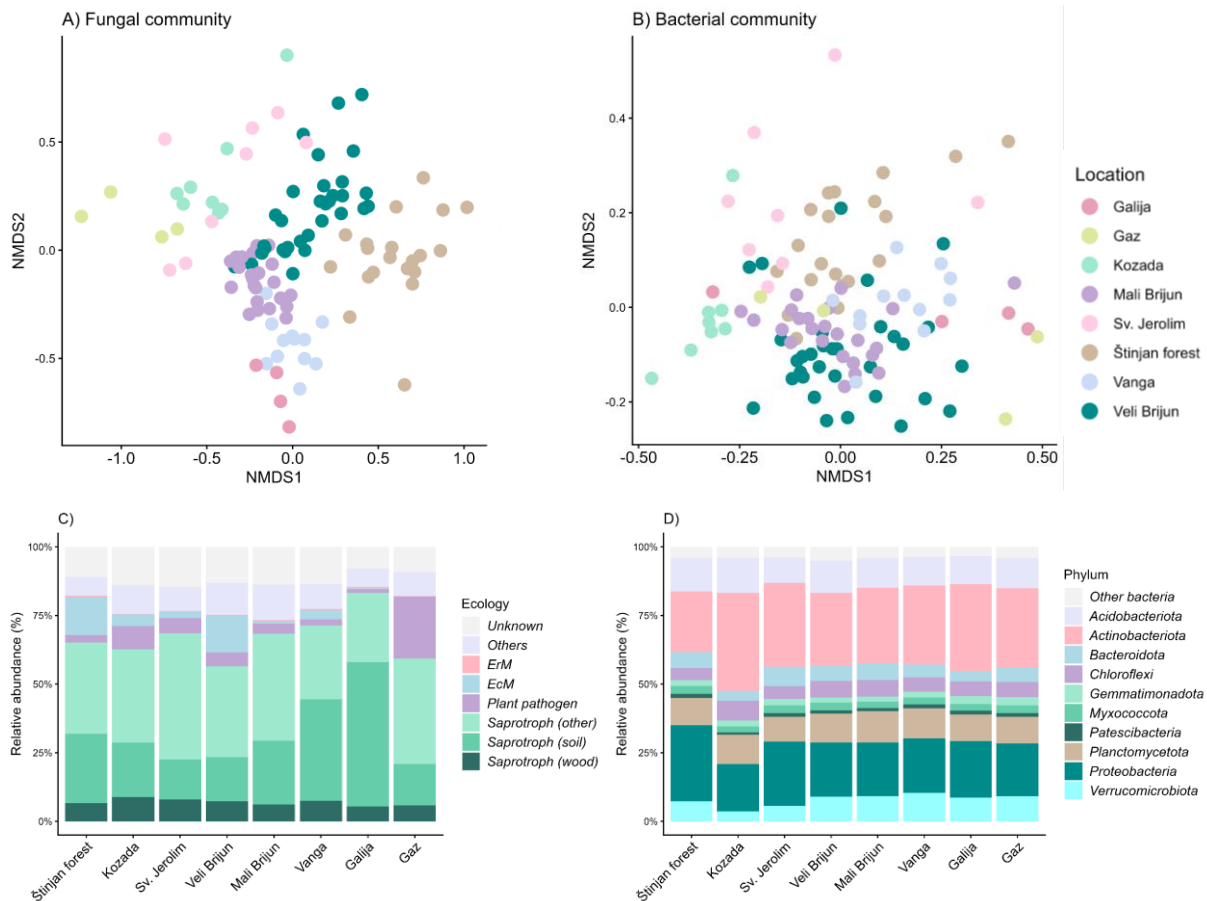 A) Fungal community
B) Bacterial community
NMDS2
0.5
0.0
-0.5
-1.0
-0.5
0.0
0.5
1.0
NMDS1
NMDS2
0.4
0.2
0.0
-0.2
-0.50
-0.25
0.00
0.25
0.50
NMDS1
Location
Galija
Gaz
Kozada
Mali Brijun
Sv. Jerolim
Štinjan forest
Vanga
Veli Brijun
C)
Relative abundance (%)
100%
75%
50%
25%
0%
Štinjan forest
Kozada
Sv. Jerolim
Veli Brijun
Mali Brijun
Vanga
Galija
Gaz
Ecology
Unknown
Others
ErM
EcM
Plant pathogen
Saprotroph (other)
Saprotroph (soil)
Saprotroph (wood)
D)
Relative abundance (%)
100%
75%
50%
25%
0%
Štinjan forest
Kozada
Sv. Jerolim
Veli Brijun
Mali Brijun
Vanga
Galija
Gaz
Phylum
Other bacteria
Acidobacteriota
Actinobacteriota
Bacteroidota
Chloroflexi
Gemmatimonadota
Myxococcota
Patescibacteria
Planctomycetota
Proteobacteria
Verrucomicrobiota